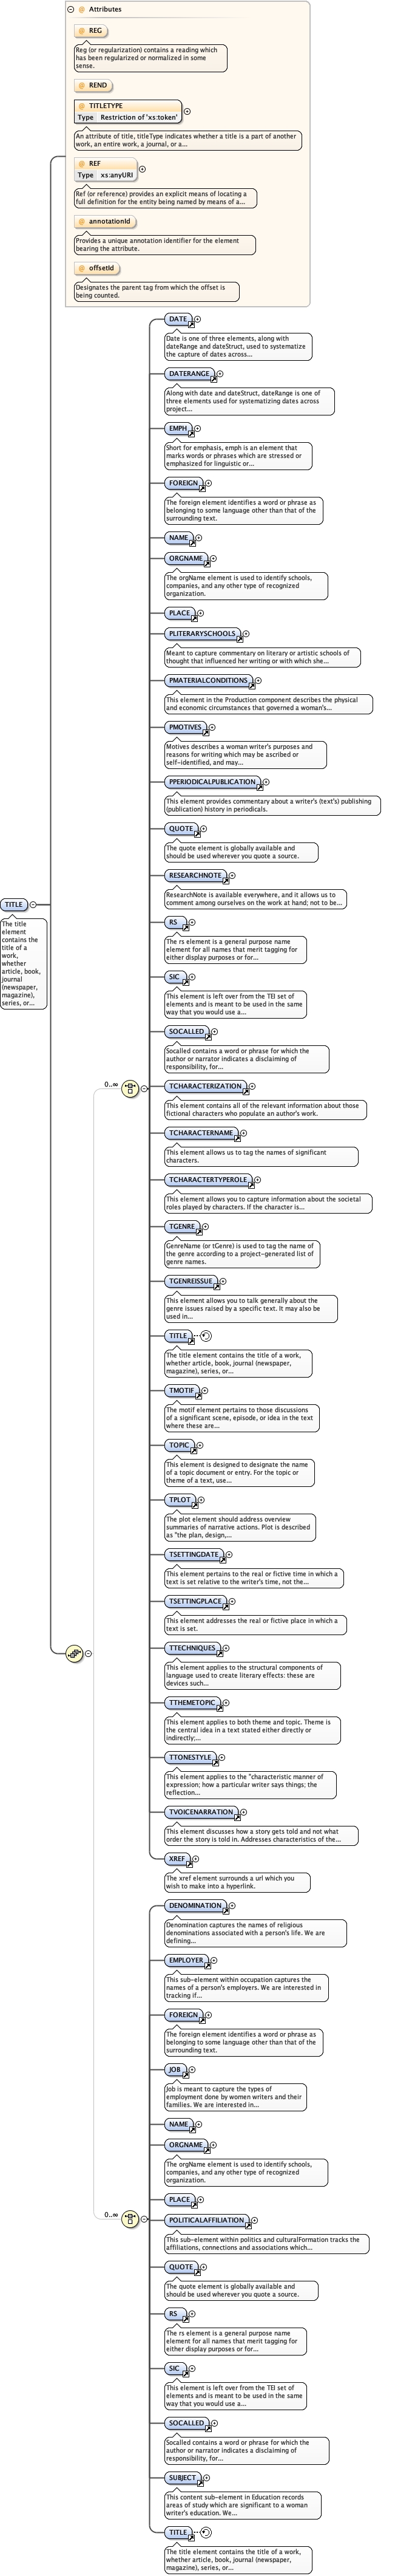 Attributes
REG
Reg (or regularization) contains a reading which
has been regularized or normalized in some
sense.
REND
TITLETYPE
Type Restriction of 'xs:token'
An attribute of title, titleType indicates whether a title is a part of another
work, an entire work, a journal, or a...
REF
Type xs:anyURI
Ref (or reference) provides an explicit means of locating a
full definition for the entity being named by means of a...
annotationId
Provides a unique annotation identifier for the element
bearing the attribute.
offsetId
Designates the parent tag from which the offset is
being counted.
TITLE
The title
element
contains the
title of a
work,
whether
article, book,
journal
(newspaper,
magazine),
series, or...
0..∞
DATE
Date is one of three elements, along with
dateRange and dateStruct, used to systematize
the capture of dates across...
DATERANGE
Along with date and dateStruct, dateRange is one of
three elements used for systematizing dates across
project...
EMPH
Short for emphasis, emph is an element that
marks words or phrases which are stressed or
emphasized for linguistic or...
FOREIGN
The foreign element identifies a word or phrase as
belonging to some language other than that of the
surrounding text.
NAME
ORGNAME
The orgName element is used to identify schools,
companies, and any other type of recognized
organization.
PLACE
PLITERARYSCHOOLS
Meant to capture commentary on literary or artistic schools of
thought that influenced her writing or with which she...
PMATERIALCONDITIONS
This element in the Production component describes the physical
and economic circumstances that governed a woman's...
PMOTIVES
Motives describes a woman writer's purposes and
reasons for writing which may be ascribed or
self-identified, and may...
PPERIODICALPUBLICATION
This element provides commentary about a writer's (text's) publishing
(publication) history in periodicals.
QUOTE
The quote element is globally available and
should be used wherever you quote a source.
RESEARCHNOTE
ResearchNote is available everywhere, and it allows us to
comment among ourselves on the work at hand; not to be...
RS
The rs element is a general purpose name
element for all names that merit tagging for
either display purposes or for...
SIC
This element is left over from the TEI set of
elements and is meant to be used in the same
way that you would use a...
SOCALLED
Socalled contains a word or phrase for which the
author or narrator indicates a disclaiming of
responsibility, for...
TCHARACTERIZATION
This element contains all of the relevant information about those
fictional characters who populate an author's work.
TCHARACTERNAME
This element allows us to tag the names of significant
characters.
TCHARACTERTYPEROLE
This element allows you to capture information about the societal
roles played by characters. If the character is...
TGENRE
GenreName (or tGenre) is used to tag the name of
the genre according to a project-generated list of
genre names.
TGENREISSUE
This element allows you to talk generally about the
genre issues raised by a specific text. It may also be
used in...
TITLE
The title element contains the title of a work,
whether article, book, journal (newspaper,
magazine), series, or...
TMOTIF
The motif element pertains to those discussions
of a significant scene, episode, or idea in the text
where these are...
TOPIC
This element is designed to designate the name
of a topic document or entry. For the topic or
theme of a text, use...
TPLOT
The plot element should address overview
summaries of narrative actions. Plot is described
as "the plan, design,...
TSETTINGDATE
This element pertains to the real or fictive time in which a
text is set relative to the writer's time, not the...
TSETTINGPLACE
This element addresses the real or fictive place in which a
text is set.
TTECHNIQUES
This element applies to the structural components of
language used to create literary effects: these are
devices such...
TTHEMETOPIC
This element applies to both theme and topic. Theme is
the central idea in a text stated either directly or
indirectly;...
TTONESTYLE
This element applies to the "characteristic manner of
expression; how a particular writer says things; the
reflection...
TVOICENARRATION
This element discusses how a story gets told and not what
order the story is told in. Addresses characteristics of the...
XREF
The xref element surrounds a url which you
wish to make into a hyperlink.
0..∞
DENOMINATION
Denomination captures the names of religious
denominations associated with a person's life. We are
defining...
EMPLOYER
This sub-element within occupation captures the
names of a person's employers. We are interested in
tracking if...
FOREIGN
The foreign element identifies a word or phrase as
belonging to some language other than that of the
surrounding text.
JOB
Job is meant to capture the types of
employment done by women writers and their
families. We are interested in...
NAME
ORGNAME
The orgName element is used to identify schools,
companies, and any other type of recognized
organization.
PLACE
POLITICALAFFILIATION
This sub-element within politics and culturalFormation tracks the
affiliations, connections and associations which...
QUOTE
The quote element is globally available and
should be used wherever you quote a source.
RS
The rs element is a general purpose name
element for all names that merit tagging for
either display purposes or for...
SIC
This element is left over from the TEI set of
elements and is meant to be used in the same
way that you would use a...
SOCALLED
Socalled contains a word or phrase for which the
author or narrator indicates a disclaiming of
responsibility, for...
SUBJECT
This content sub-element in Education records
areas of study which are significant to a woman
writer's education. We...
TITLE
The title element contains the title of a work,
whether article, book, journal (newspaper,
magazine), series, or...